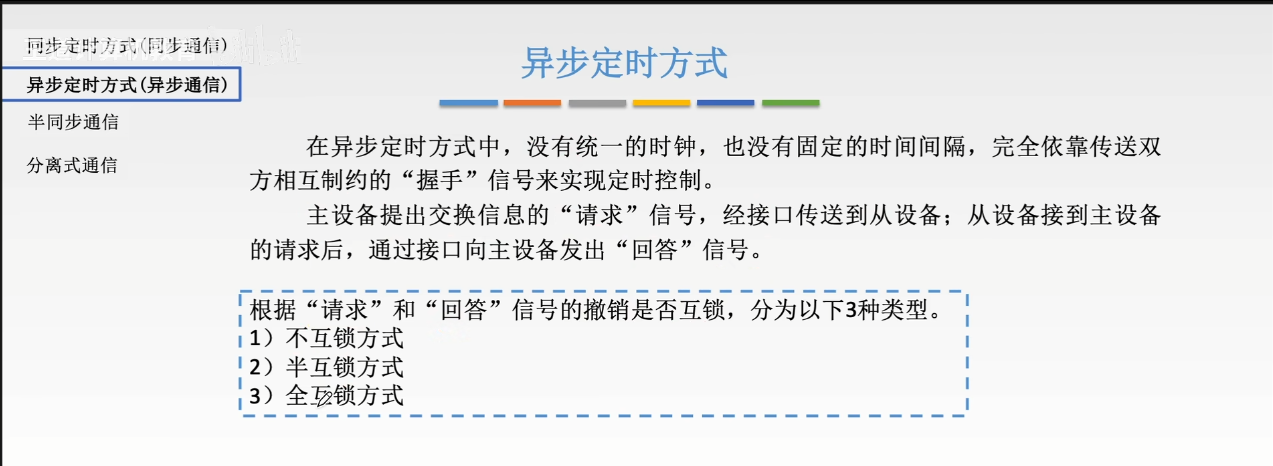 同步定时方式(同步通信)
异步定时方式(异步通信)
半同步通信
分离式通信
异步定时方式
在异步定时方式中，没有统一的时钟，也没有固定的时间间隔，完全依靠传送双
方相互制约的“握手”信号来实现定时控制。
主设备提出交换信息的“请求”信号，经接口传送到从设备；从设备接到主设备
的请求后，通过接口向主设备发出“回答”信号。
根据“请求”和“回答”信号的撤销是否互锁，分为以下3种类型。
1）不互锁方式
2）半互锁方式
3）全互锁方式